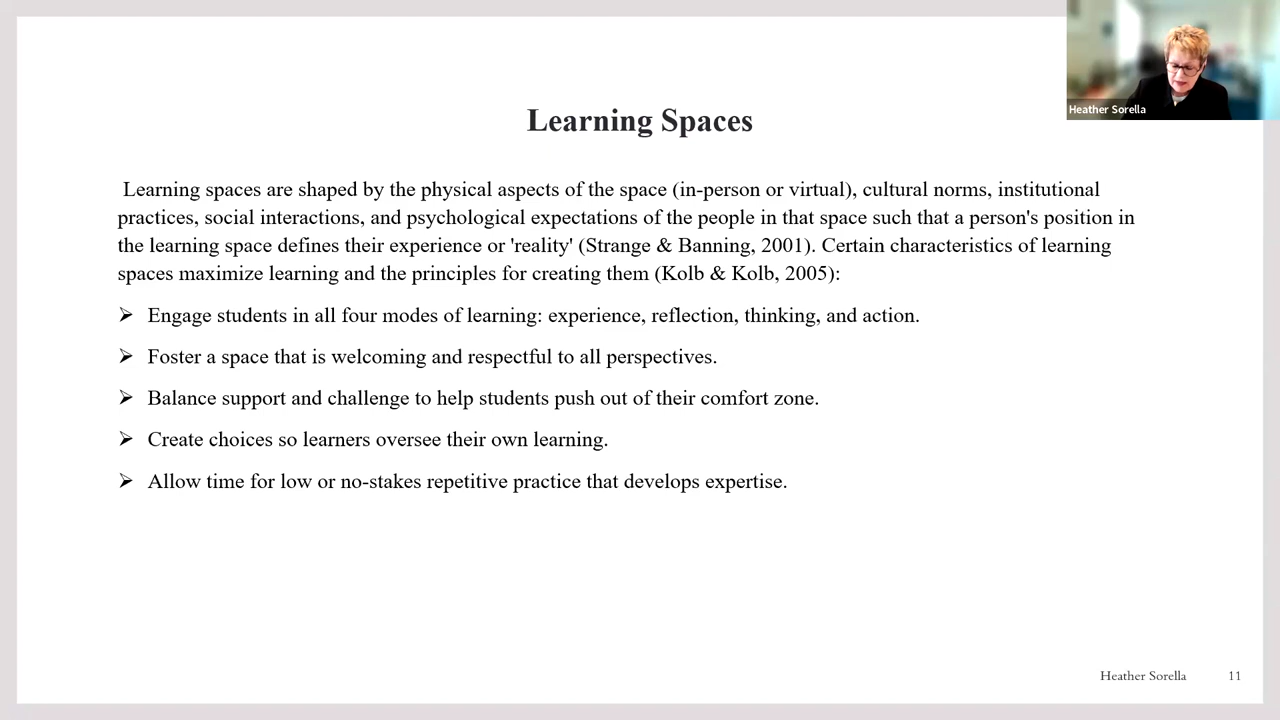 Heather Sorella
Learning Spaces
Learning spaces are shaped by the physical aspects of the space (in-person or virtual), cultural norms, institutional
practices, social interactions, and psychological expectations of the people in that space such that a person's position in
the learning space defines their experience or 'reality' (Strange & Banning, 2001). Certain characteristics of learning
spaces maximize learning and the principles for creating them (Kolb & Kolb, 2005):
➢ Engage students in all four modes of learning: experience, reflection, thinking, and action.
➢ Foster a space that is welcoming and respectful to all perspectives.
➢ Balance support and challenge to help students push out of their comfort zone.
➢ Create choices so learners oversee their own learning.
➢ Allow time for low or no-stakes repetitive practice that develops expertise.
Heather Sorella 11